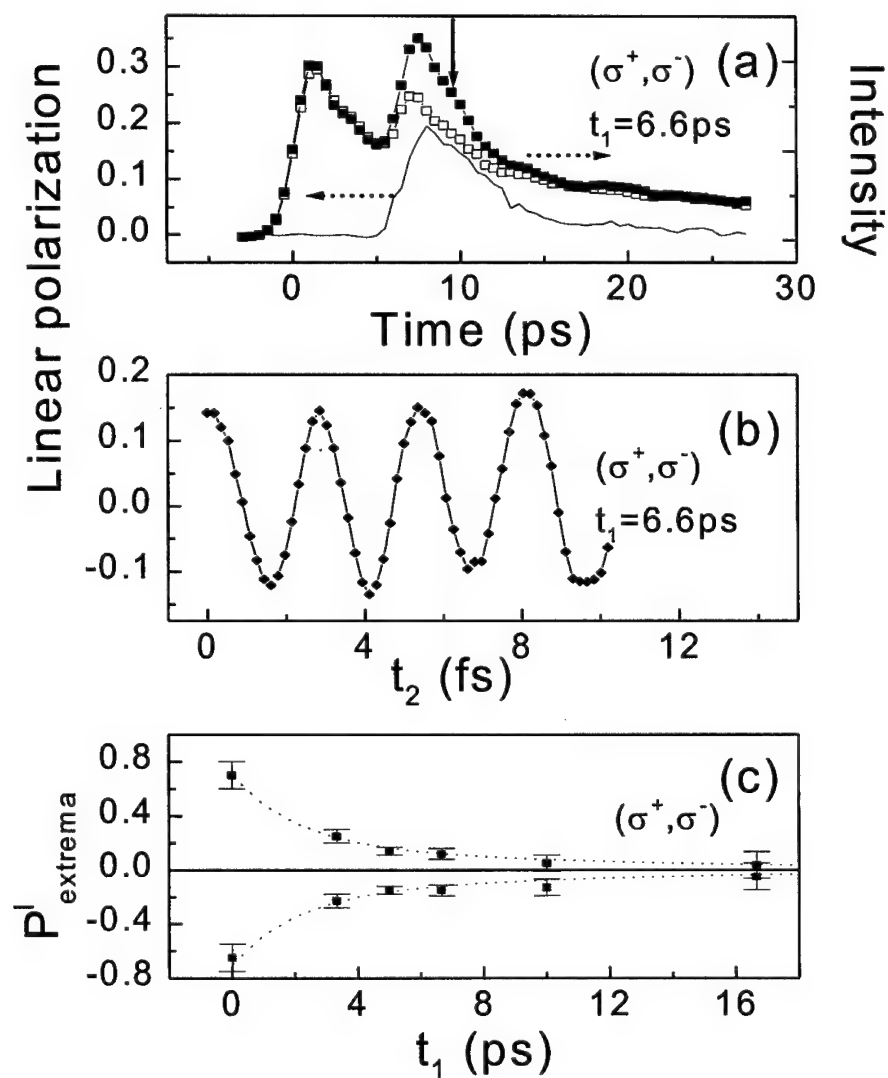 Linear polarization
Intensity
0.3
0.2
0.1
0.0
(σ⁺,σ⁻) (a)
t₁=6.6ps
0 10 20 30
Time (ps)
0.2
0.1
0.0
-0.1
(b)
(σ⁺,σ⁻)
t₁=6.6ps
0 4 8 12
t₂ (fs)
P^l_extrema
0.8
0.4
0.0
-0.4
-0.8
(c)
(σ⁺,σ⁻)
0 4 8 12 16
t₁ (ps)